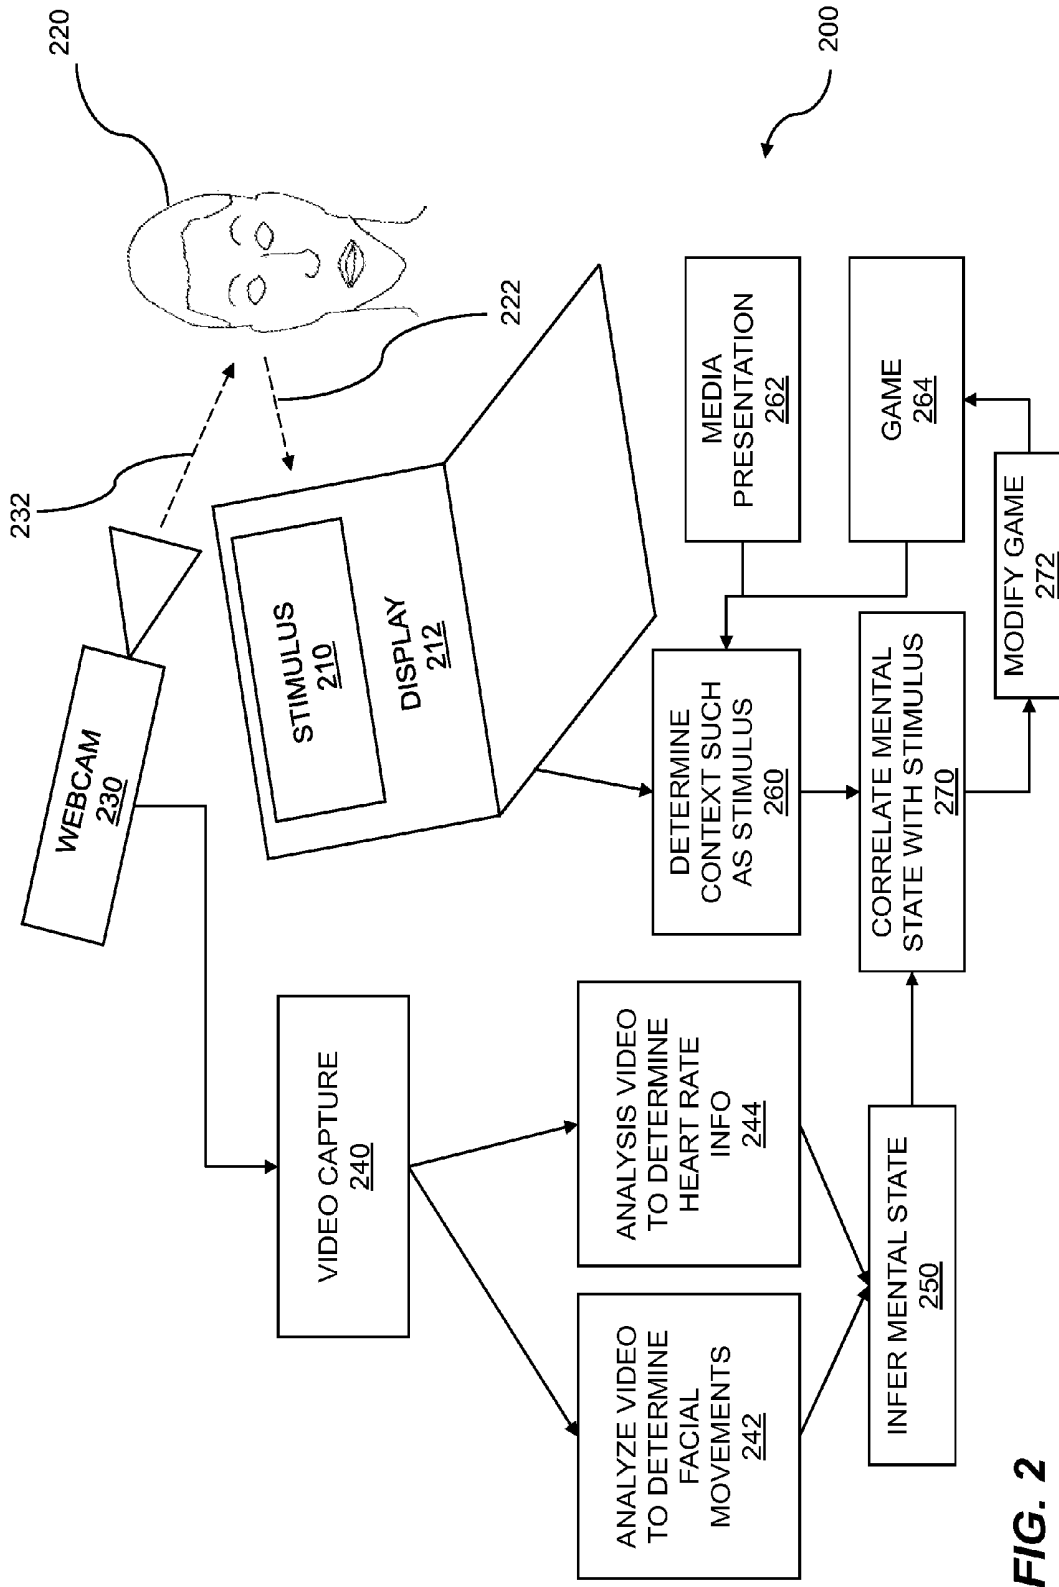 220
232
222
200
WEBCAM
230
STIMULUS
210
DISPLAY
212
VIDEO CAPTURE
240
MEDIA
PRESENTATION
262
DETERMINE
CONTEXT SUCH
AS STIMULUS
260
GAME
264
ANALYZE VIDEO
TO DETERMINE
FACIAL
MOVEMENTS
242
ANALYSIS VIDEO
TO DETERMINE
HEART RATE
INFO
244
INFER MENTAL STATE
250
CORRELATE MENTAL
STATE WITH STIMULUS
270
MODIFY GAME
272
FIG. 2